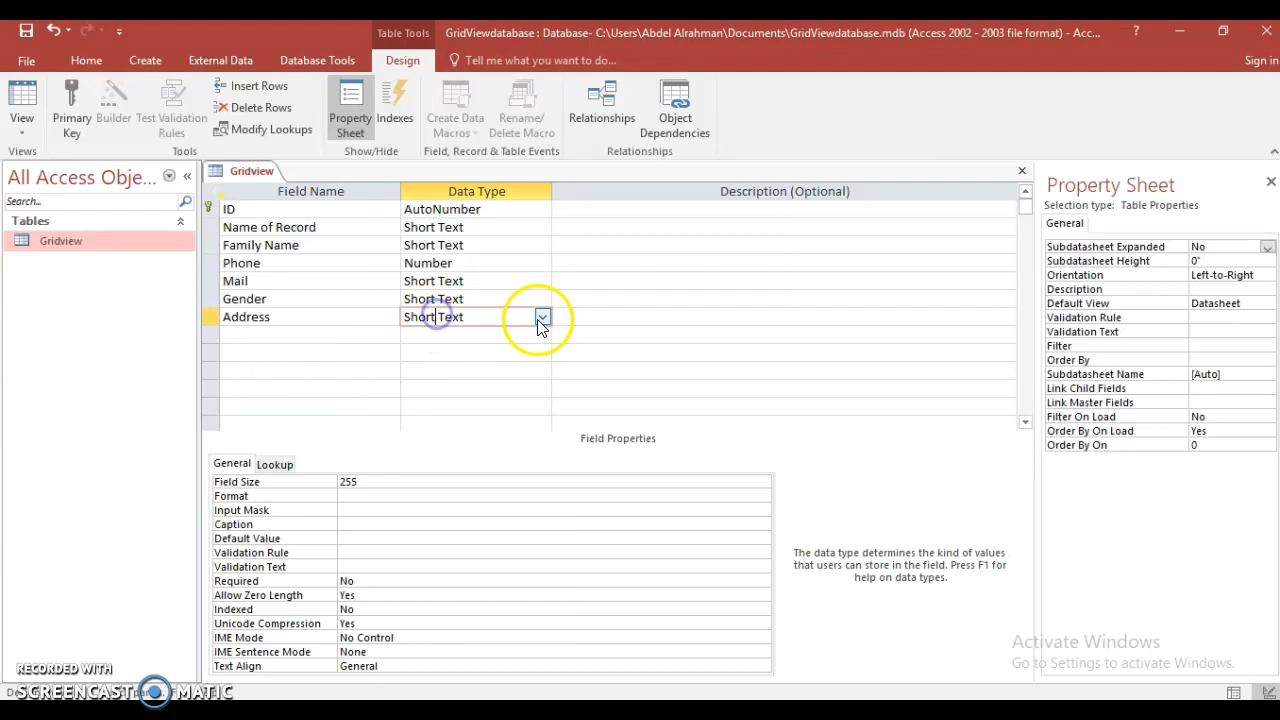 Table Tools
GridViewdatabase : Database- C:\Users\Abdel Alrahman\Documents\GridViewdatabase.mdb (Access 2002 - 2003 file format) - Acc...
?
File
Home
Create
External Data
Database Tools
Design
Tell me what you want to do...
Sign in
View
Primary Key
Builder
Test Validation Rules
Insert Rows
Delete Rows
Modify Lookups
Property Sheet
Indexes
Create Data Macros
Rename/ Delete Macro
Relationships
Object Dependencies
Views
Tools
Show/Hide
Field, Record & Table Events
Relationships
All Access Obje...
Search...
Tables
Gridview
Gridview
Field Name Data Type Description (Optional)
ID AutoNumber
Name of Record Short Text
Family Name Short Text
Phone Number
Mail Short Text
Gender Short Text
Address Short Text
Field Properties
General Lookup
Field Size 255
Format
Input Mask
Caption
Default Value
Validation Rule
Validation Text
Required No
Allow Zero Length Yes
Indexed No
Unicode Compression Yes
IME Mode No Control
IME Sentence Mode None
Text Align General
The data type determines the kind of values
that users can store in the field. Press F1 for
help on data types.
Property Sheet
Selection type: Table Properties
General
Subdatasheet Expanded No
Subdatasheet Height 0"
Orientation Left-to-Right
Description
Default View Datasheet
Validation Rule
Validation Text
Filter
Order By
Subdatasheet Name [Auto]
Link Child Fields
Link Master Fields
Filter On Load No
Order By On Load Yes
Order By On 0
Activate Windows
Go to Settings to activate Windows.
RECORDED WITH
SCREENCAST MATIC